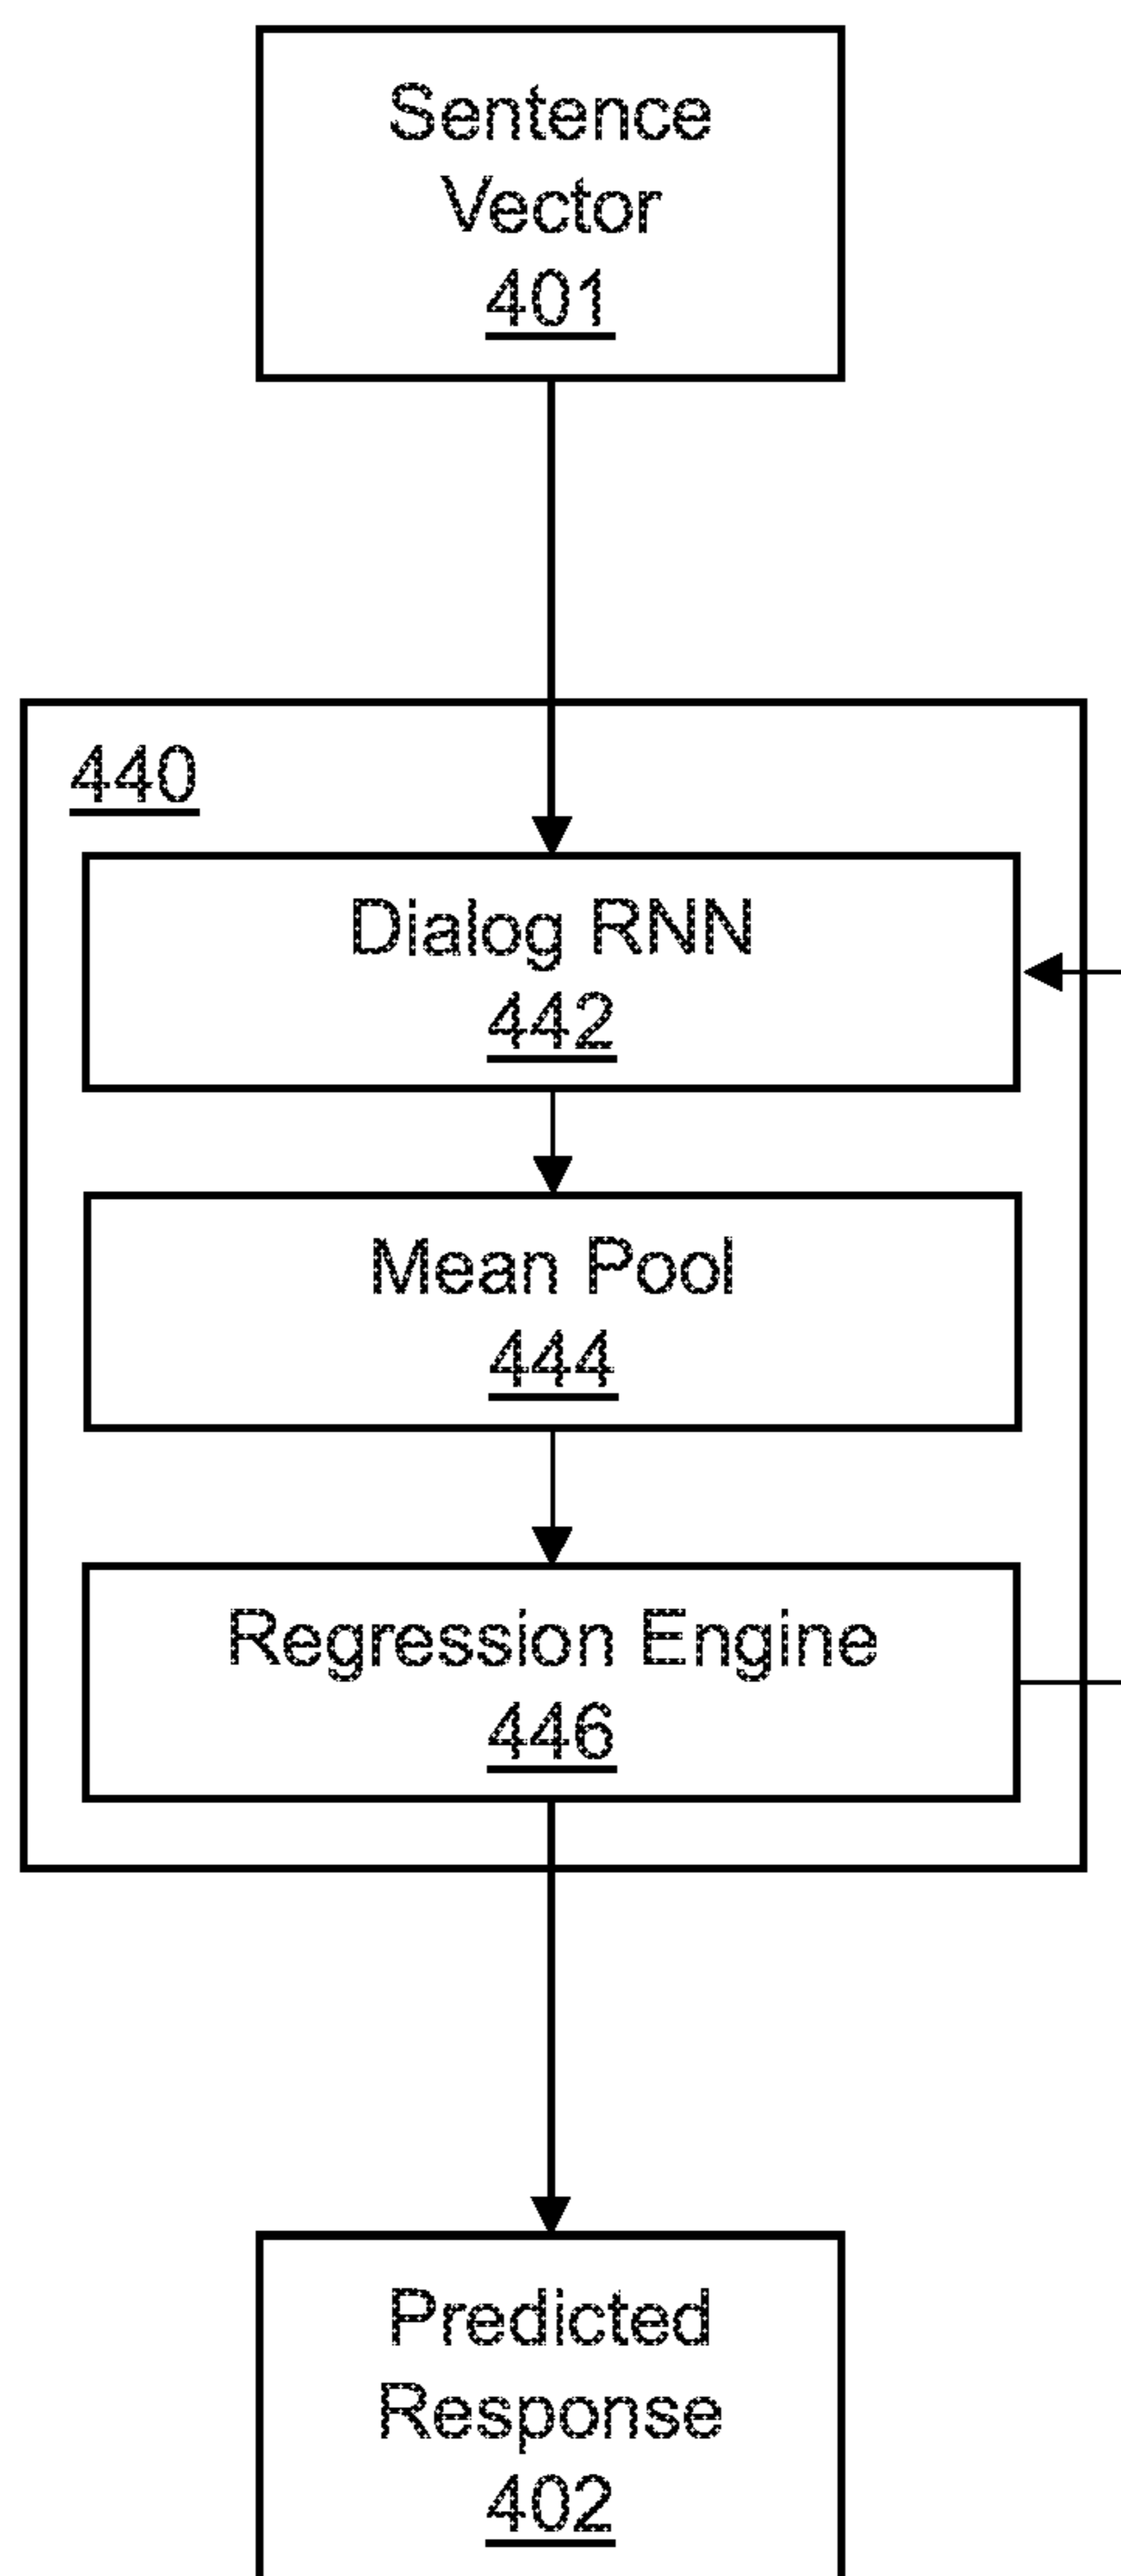 Sentence
Vector
401
440
Dialog RNN
442
Mean Pool
444
Regression Engine
446
Predicted
Response
402